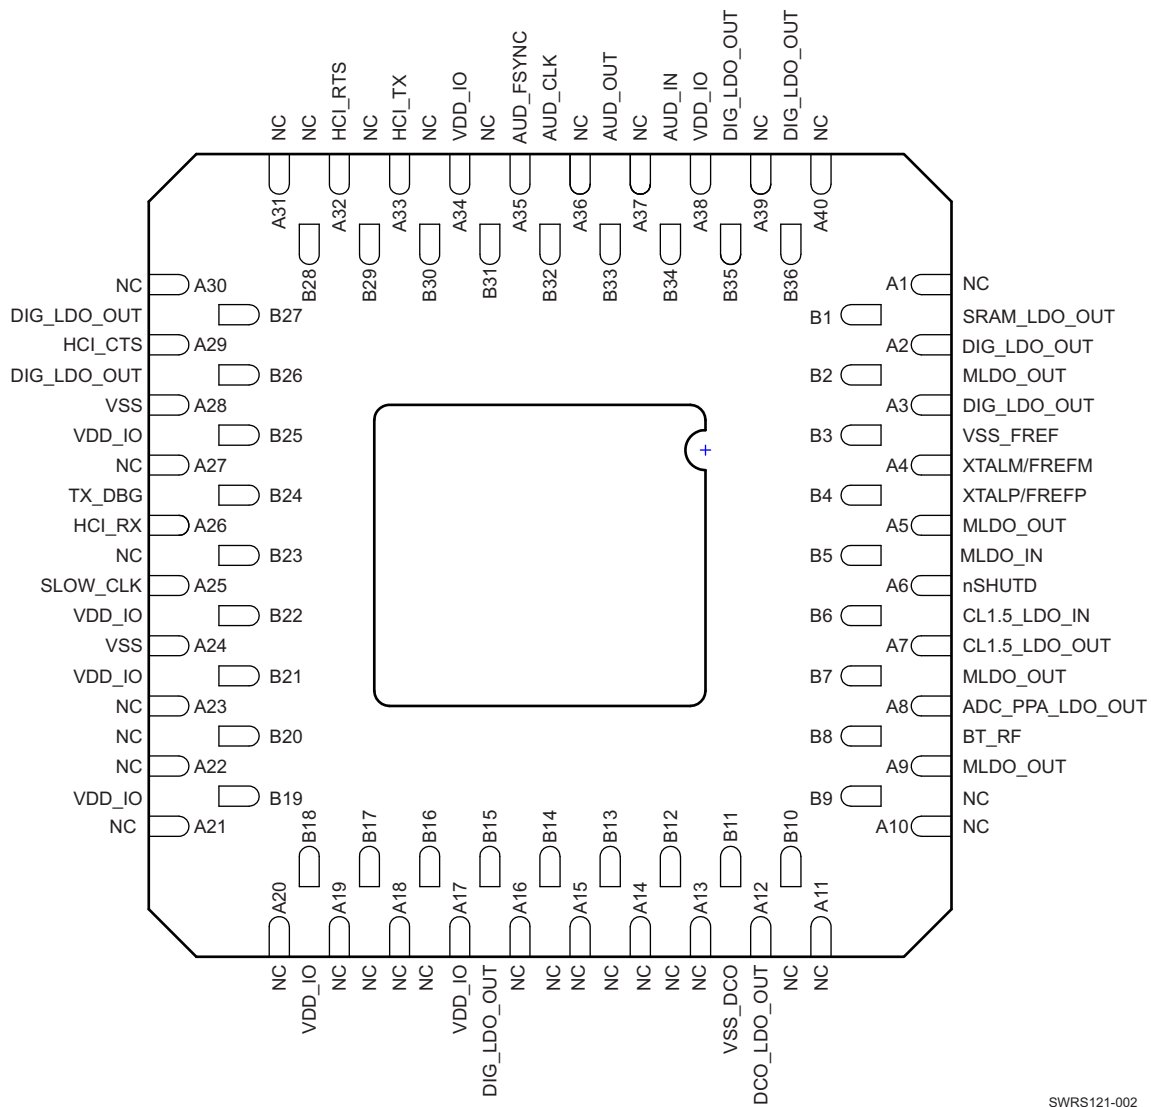 NC
NC
HCI_RTS
NC
HCI_TX
NC
VDD_IO
NC
AUD_FSYNC
AUD_CLK
NC
AUD_OUT
NC
AUD_IN
VDD_IO
DIG_LDO_OUT
NC
DIG_LDO_OUT
NC
A31
A32
A33
A34
A35
A36
A37
A38
A39
A40
B28
B29
B30
B31
B32
B33
B34
B35
B36
NC A30
DIG_LDO_OUT B27
HCI_CTS A29
DIG_LDO_OUT B26
VSS A28
VDD_IO B25
NC A27
TX_DBG B24
HCI_RX A26
NC B23
SLOW_CLK A25
VDD_IO B22
VSS A24
VDD_IO B21
NC A23
NC B20
NC A22
VDD_IO B19
NC A21
A1 NC
B1 SRAM_LDO_OUT
A2 DIG_LDO_OUT
B2 MLDO_OUT
A3 DIG_LDO_OUT
B3 VSS_FREF
A4 XTALM/FREFM
B4 XTALP/FREFP
A5 MLDO_OUT
B5 MLDO_IN
A6 nSHUTD
B6 CL1.5_LDO_IN
A7 CL1.5_LDO_OUT
B7 MLDO_OUT
A8 ADC_PPA_LDO_OUT
B8 BT_RF
A9 MLDO_OUT
B9 NC
A10 NC
B18
B17
B16
B15
B14
B13
B12
B11
B10
A20
A19
A18
A17
A16
A15
A14
A13
A12
A11
NC
VDD_IO
NC
NC
NC
NC
VDD_IO
DIG_LDO_OUT
NC
NC
NC
NC
NC
NC
NC
VSS_DCO
DCO_LDO_OUT
NC
NC
SWRS121-002